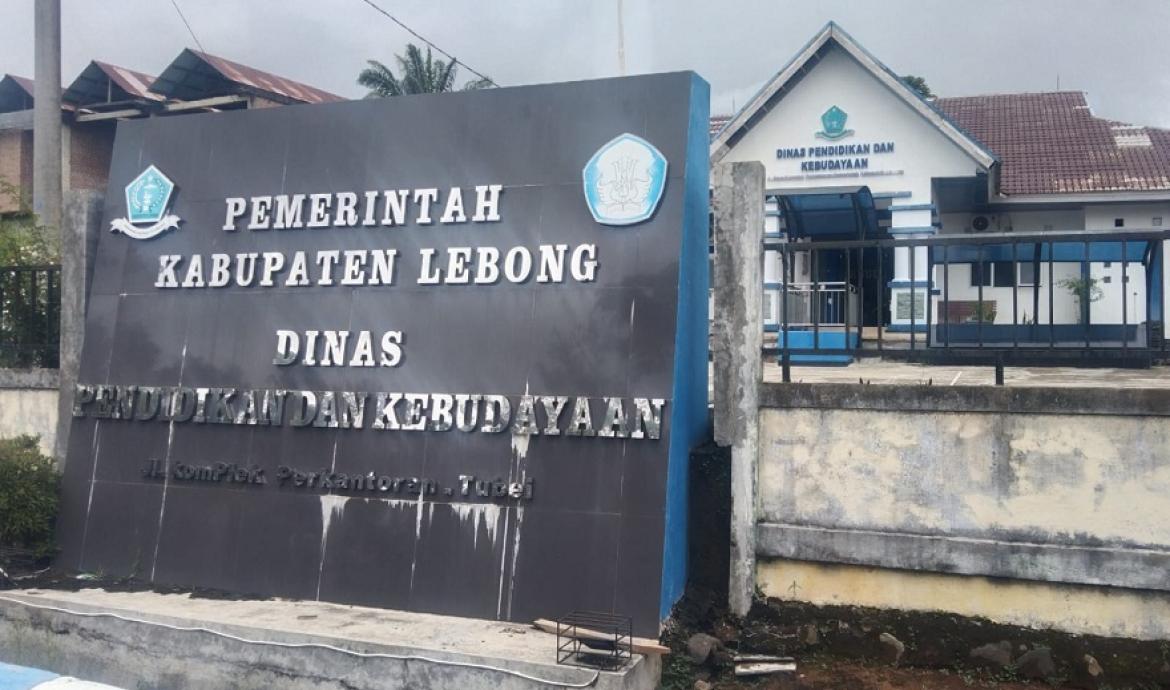 PEMERINTAH
KABUPATEN LEBONG
DINAS
PENDIDIKAN DAN KEBUDAYAAN
JL. KomPleK Perkantoran . Tubei
DINAS PENDIDIKAN DAN
KEBUDAYAAN